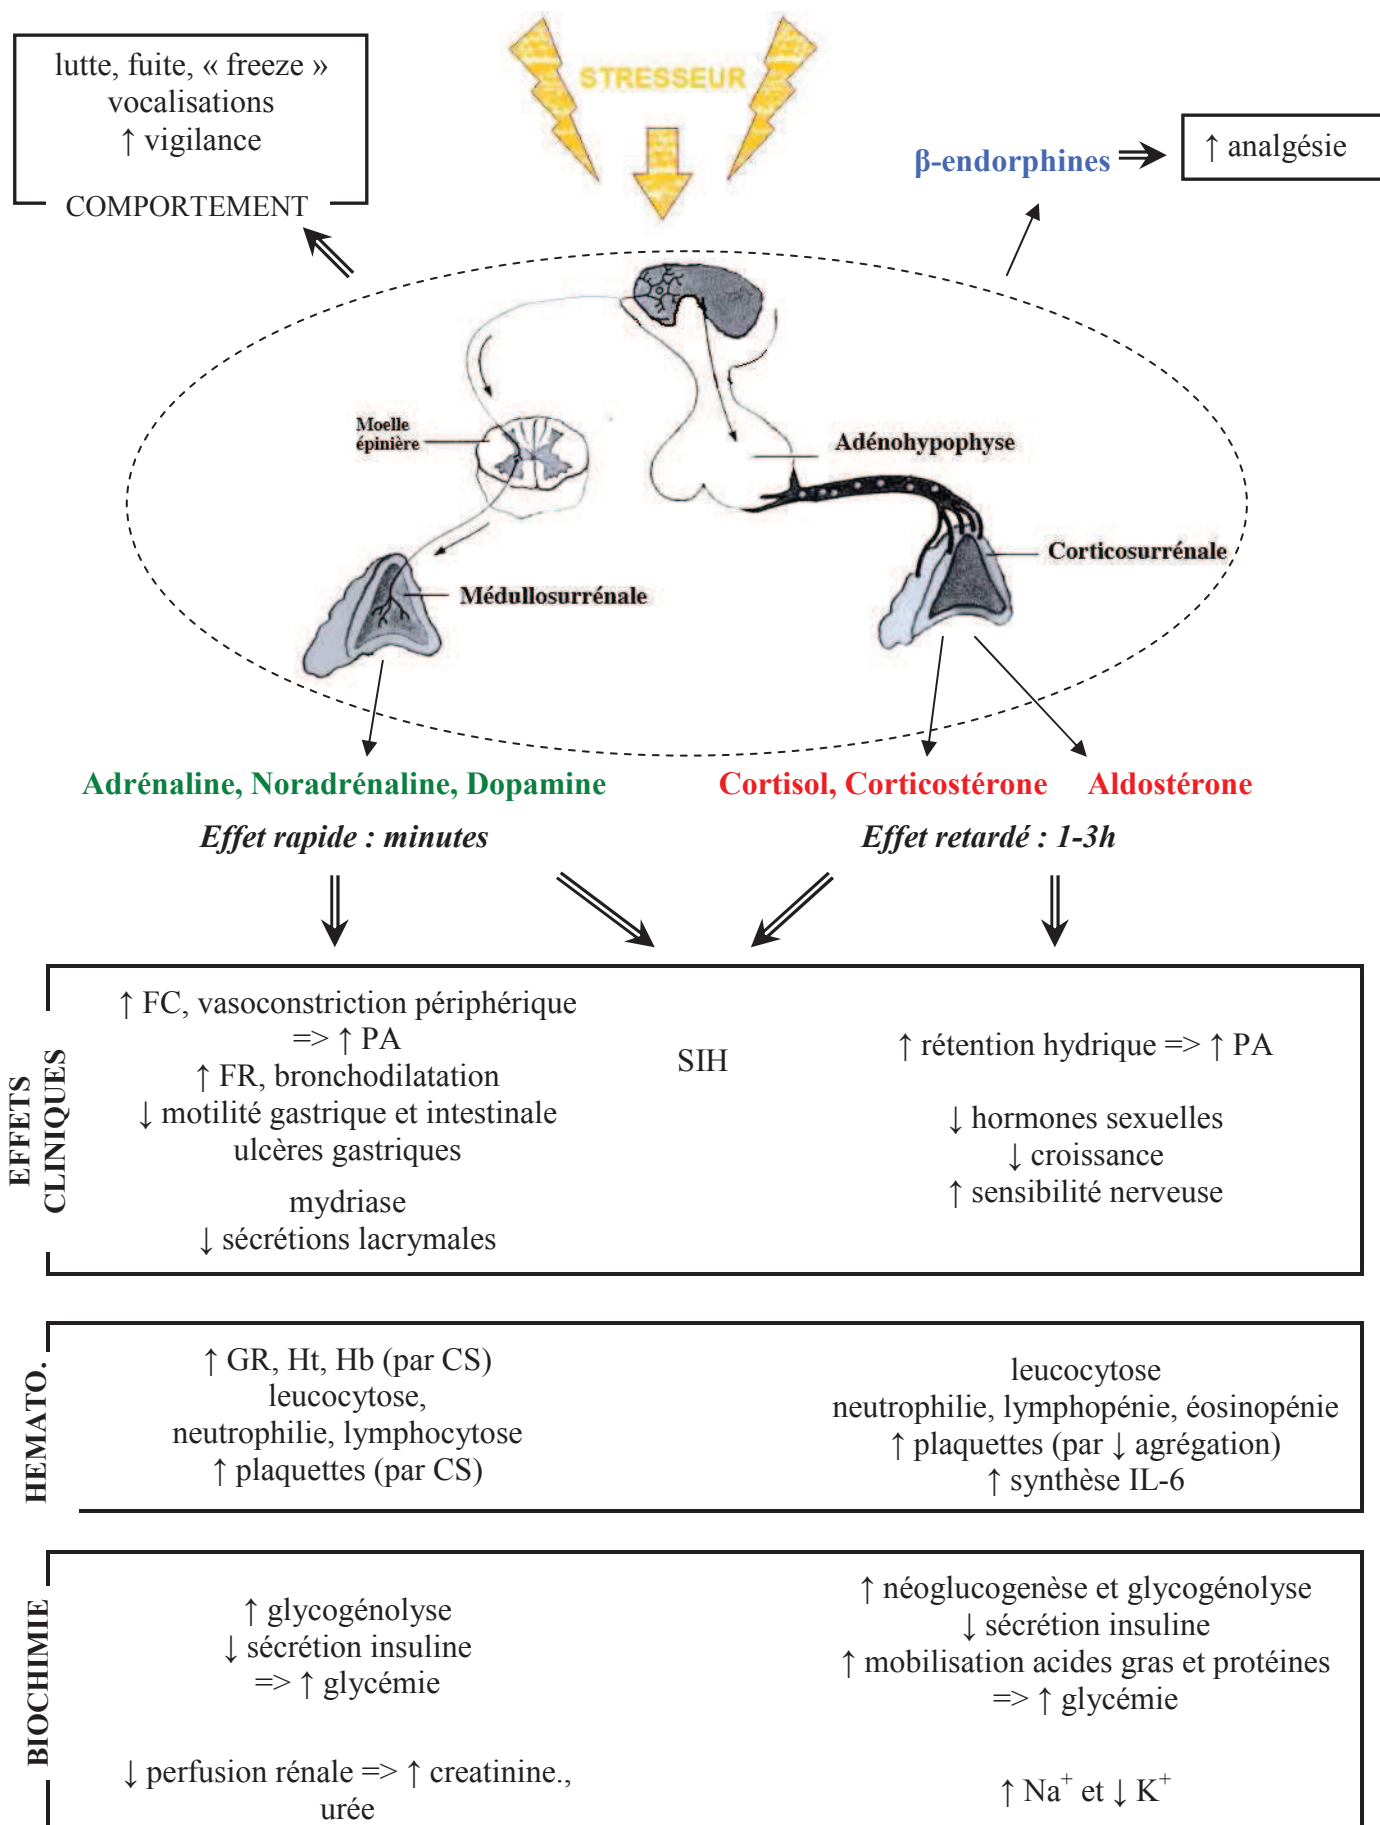 lutte, fuite, « freeze »
vocalisations
↑ vigilance
COMPORTEMENT
STRESSEUR
β-endorphines
↑ analgésie
Moelle
épinière
Adénohypophyse
Corticosurrénale
Médullosurrénale
Adrénaline, Noradrénaline, Dopamine
Effet rapide : minutes
Cortisol, Corticostérone
Aldostérone
Effet retardé : 1-3h
EFFETS
CLINIQUES
↑ FC, vasoconstriction périphérique
=> ↑ PA
↑ FR, bronchodilatation
↓ motilité gastrique et intestinale
ulcères gastriques
mydriase
↓ sécrétions lacrymales
SIH
↑ rétention hydrique => ↑ PA
↓ hormones sexuelles
↓ croissance
↑ sensibilité nerveuse
HEMATO.
↑ GR, Ht, Hb (par CS)
leucocytose,
neutrophilie, lymphocytose
↑ plaquettes (par CS)
leucocytose
neutrophilie, lymphopénie, éosinopénie
↑ plaquettes (par ↓ agrégation)
↑ synthèse IL-6
BIOCHIMIE
↑ glycogénolyse
↓ sécrétion insuline
=> ↑ glycémie
↓ perfusion rénale => ↑ creatinine.,
urée
↑ néoglucogenèse et glycogénolyse
↓ sécrétion insuline
↑ mobilisation acides gras et protéines
=> ↑ glycémie
↑ Na⁺ et ↓ K⁺